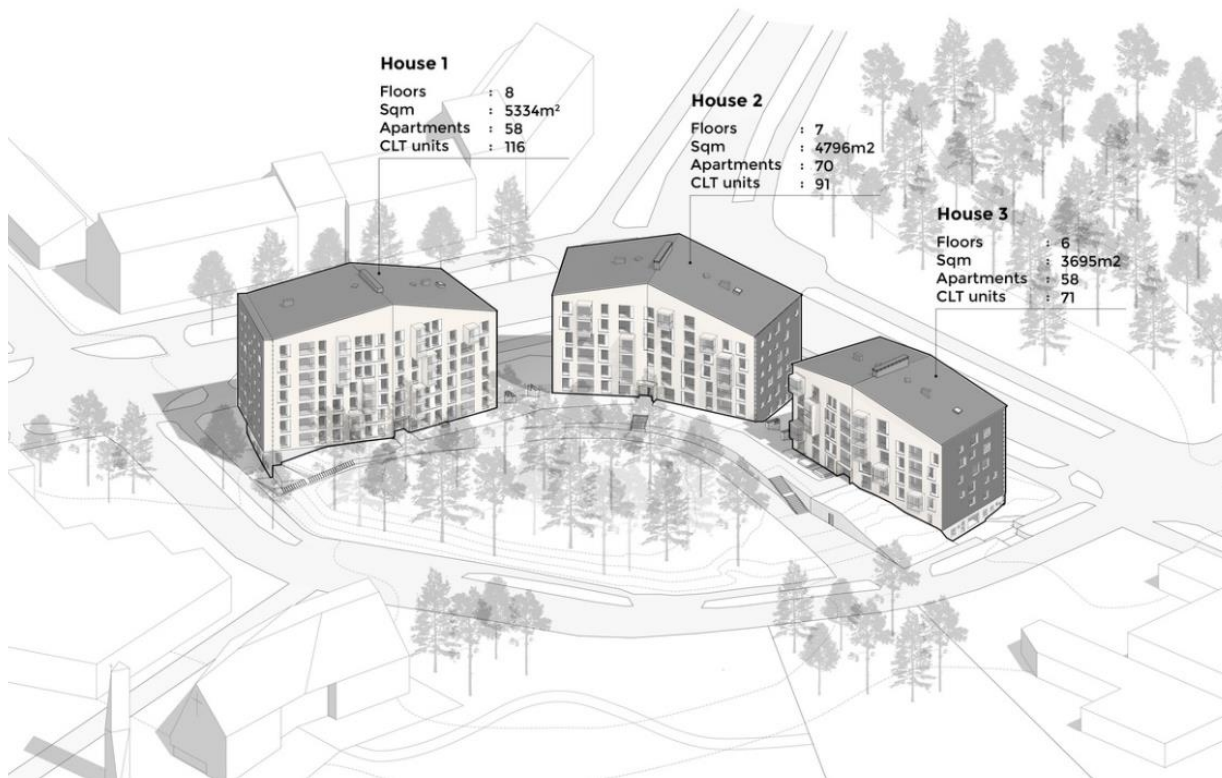 House 1
Floors : 8
Sqm : 5334m²
Apartments : 58
CLT units : 116
House 2
Floors : 7
Sqm : 4796m2
Apartments : 70
CLT units : 91
House 3
Floors : 6
Sqm : 3695m2
Apartments : 58
CLT units : 71